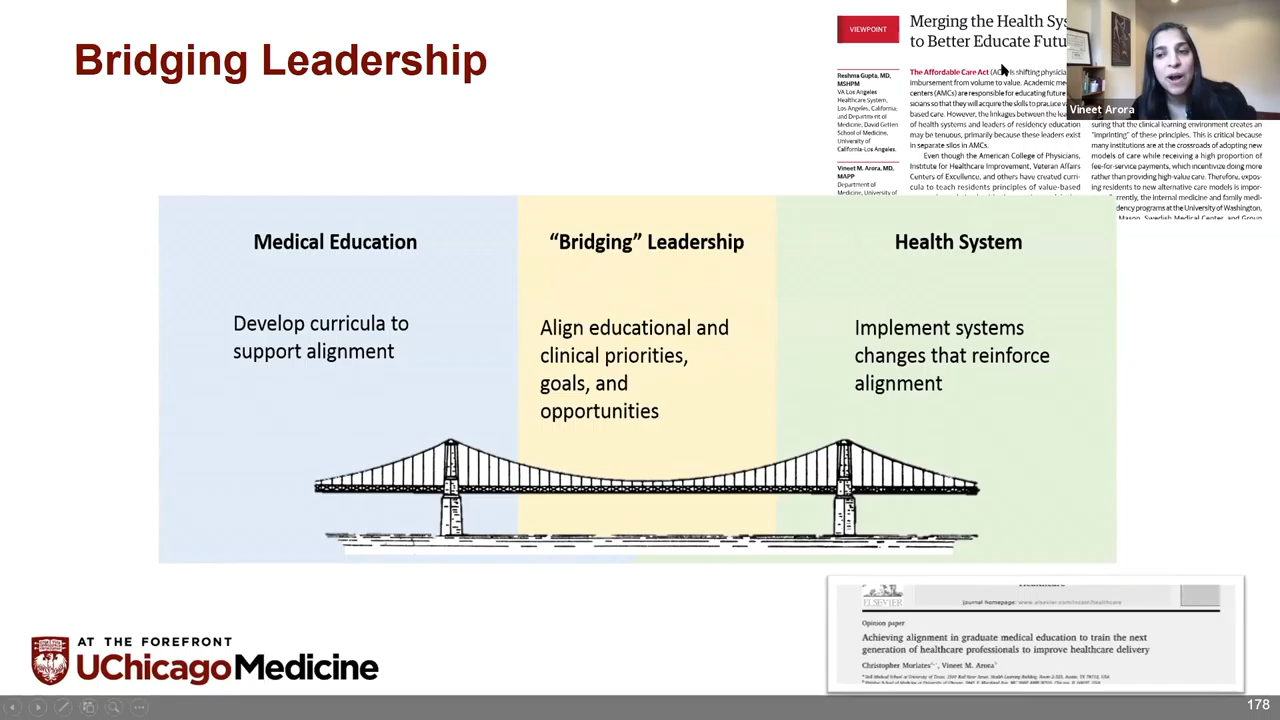 Bridging Leadership
VIEWPOINT
Merging the Health Sys
to Better Educate Futu
Reshma Gupta, MD,
MSHPM
VA Los Angeles
Healthcare System,
Los Angeles, California;
and Department of
Medicine, David Geffen
School of Medicine,
University of
California-Los Angeles.
Vineet M. Arora, MD,
MAPP
Department of
Medicine, University of
The Affordable Care Act (AC is shifting physicia
imbursement from volume to value. Academic me
centers (AMCs) are responsible for educating future
sicians so that they will acquire the skills to practice va
based care. However, the linkages between the lea
of health systems and leaders of residency education
may be tenuous, primarily because these leaders exist
in separate silos in AMCs.
Even though the American College of Physicians,
Institute for Healthcare Improvement, Veteran Affairs
Centers of Excellence, and others have created curri-
cula to teach residents principles of value-based
Vineet Arora
suring that the clinical learning environment creates an
"imprinting" of these principles. This is critical because
many institutions are at the crossroads of adopting new
models of care while receiving a high proportion of
fee-for-service payments, which incentivize doing more
rather than providing high-value care. Therefore, expos-
ing residents to new alternative care models is impor-
rrently, the internal medicine and family medi-
dency programs at the University of Washington,
Mason, Swedish Medical Center, and Group
Medical Education
Develop curricula to
support alignment
“Bridging” Leadership
Align educational and
clinical priorities,
goals, and
opportunities
Health System
Implement systems
changes that reinforce
alignment
ELSEVIER
Healthcare
journal homepage: www.elsevier.com/locate/healthcare
Opinion paper
Achieving alignment in graduate medical education to train the next
generation of healthcare professionals to improve healthcare delivery
Christopher Moriates, Vineet M. Arora
AT THE FOREFRONT
UChicagoMedicine
178